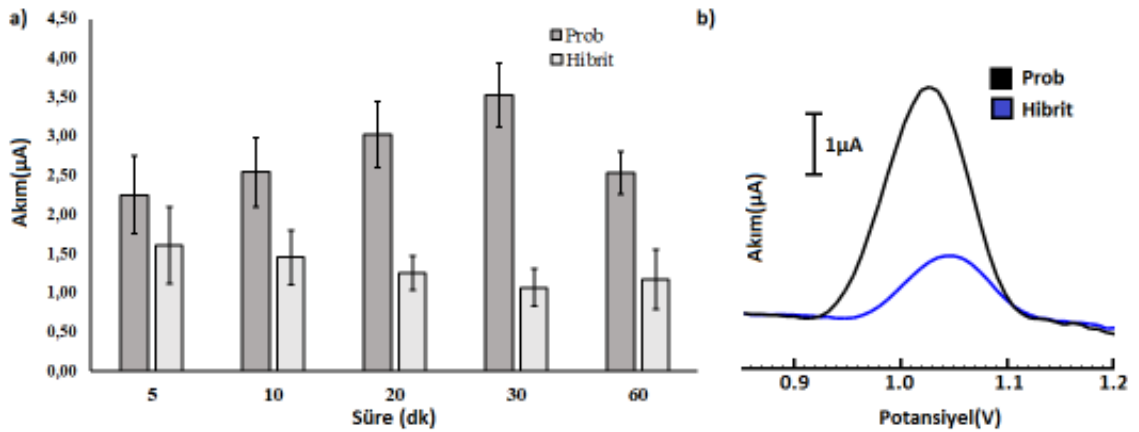 a)
4,50
4,00
3,50
3,00
2,50
2,00
1,50
1,00
0,50
0,00
Akım(µA)
Prob
Hibrit
5 10 20 30 60
Süre (dk)
b)
Prob
Hibrit
1µA
Akım(µA)
0.9 1.0 1.1 1.2
Potansiyel(V)